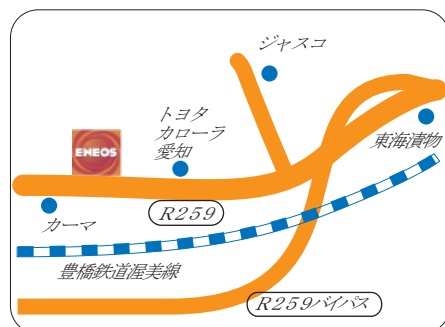 ジャスコ
トヨタ
カローラ
愛知
ENEOS
東海漬物
カーマ
R259
豊橋鉄道渥美線
R259バイパス